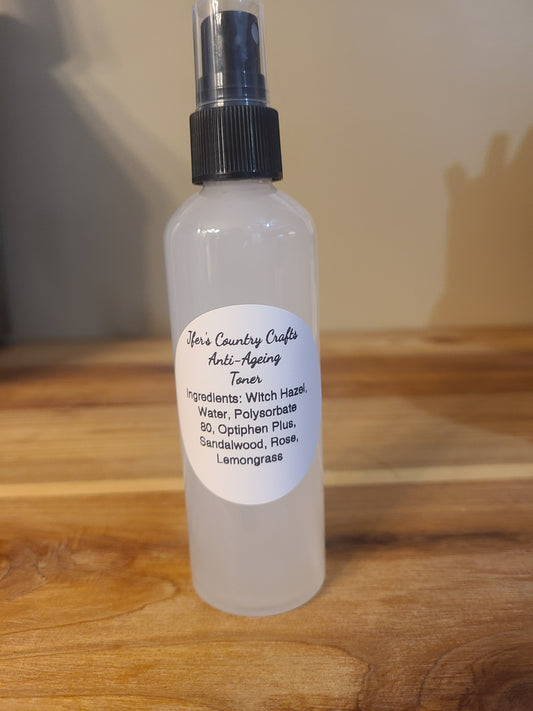 Jfer's Country Crafts
Anti-Ageing
Toner
Ingredients: Witch Hazel,
Water, Polysorbate
80, Optiphen Plus,
Sandalwood, Rose,
Lemongrass